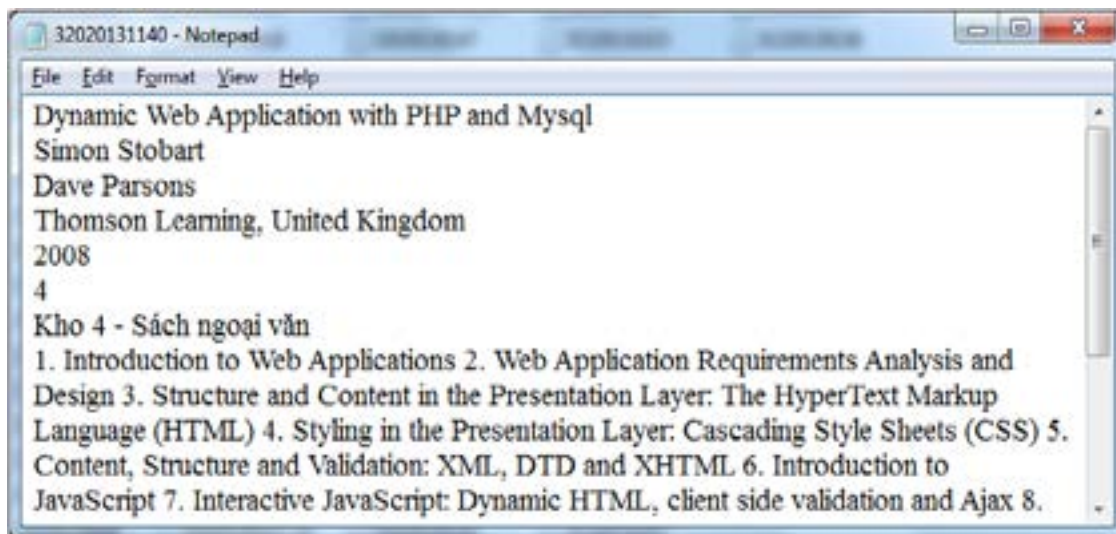 32020131140 - Notepad
File Edit Format View Help
Dynamic Web Application with PHP and Mysql
Simon Stobart
Dave Parsons
Thomson Learning, United Kingdom
2008
4
Kho 4 - Sách ngoại văn
1. Introduction to Web Applications 2. Web Application Requirements Analysis and
Design 3. Structure and Content in the Presentation Layer: The HyperText Markup
Language (HTML) 4. Styling in the Presentation Layer: Cascading Style Sheets (CSS) 5.
Content, Structure and Validation: XML, DTD and XHTML 6. Introduction to
JavaScript 7. Interactive JavaScript: Dynamic HTML, client side validation and Ajax 8.